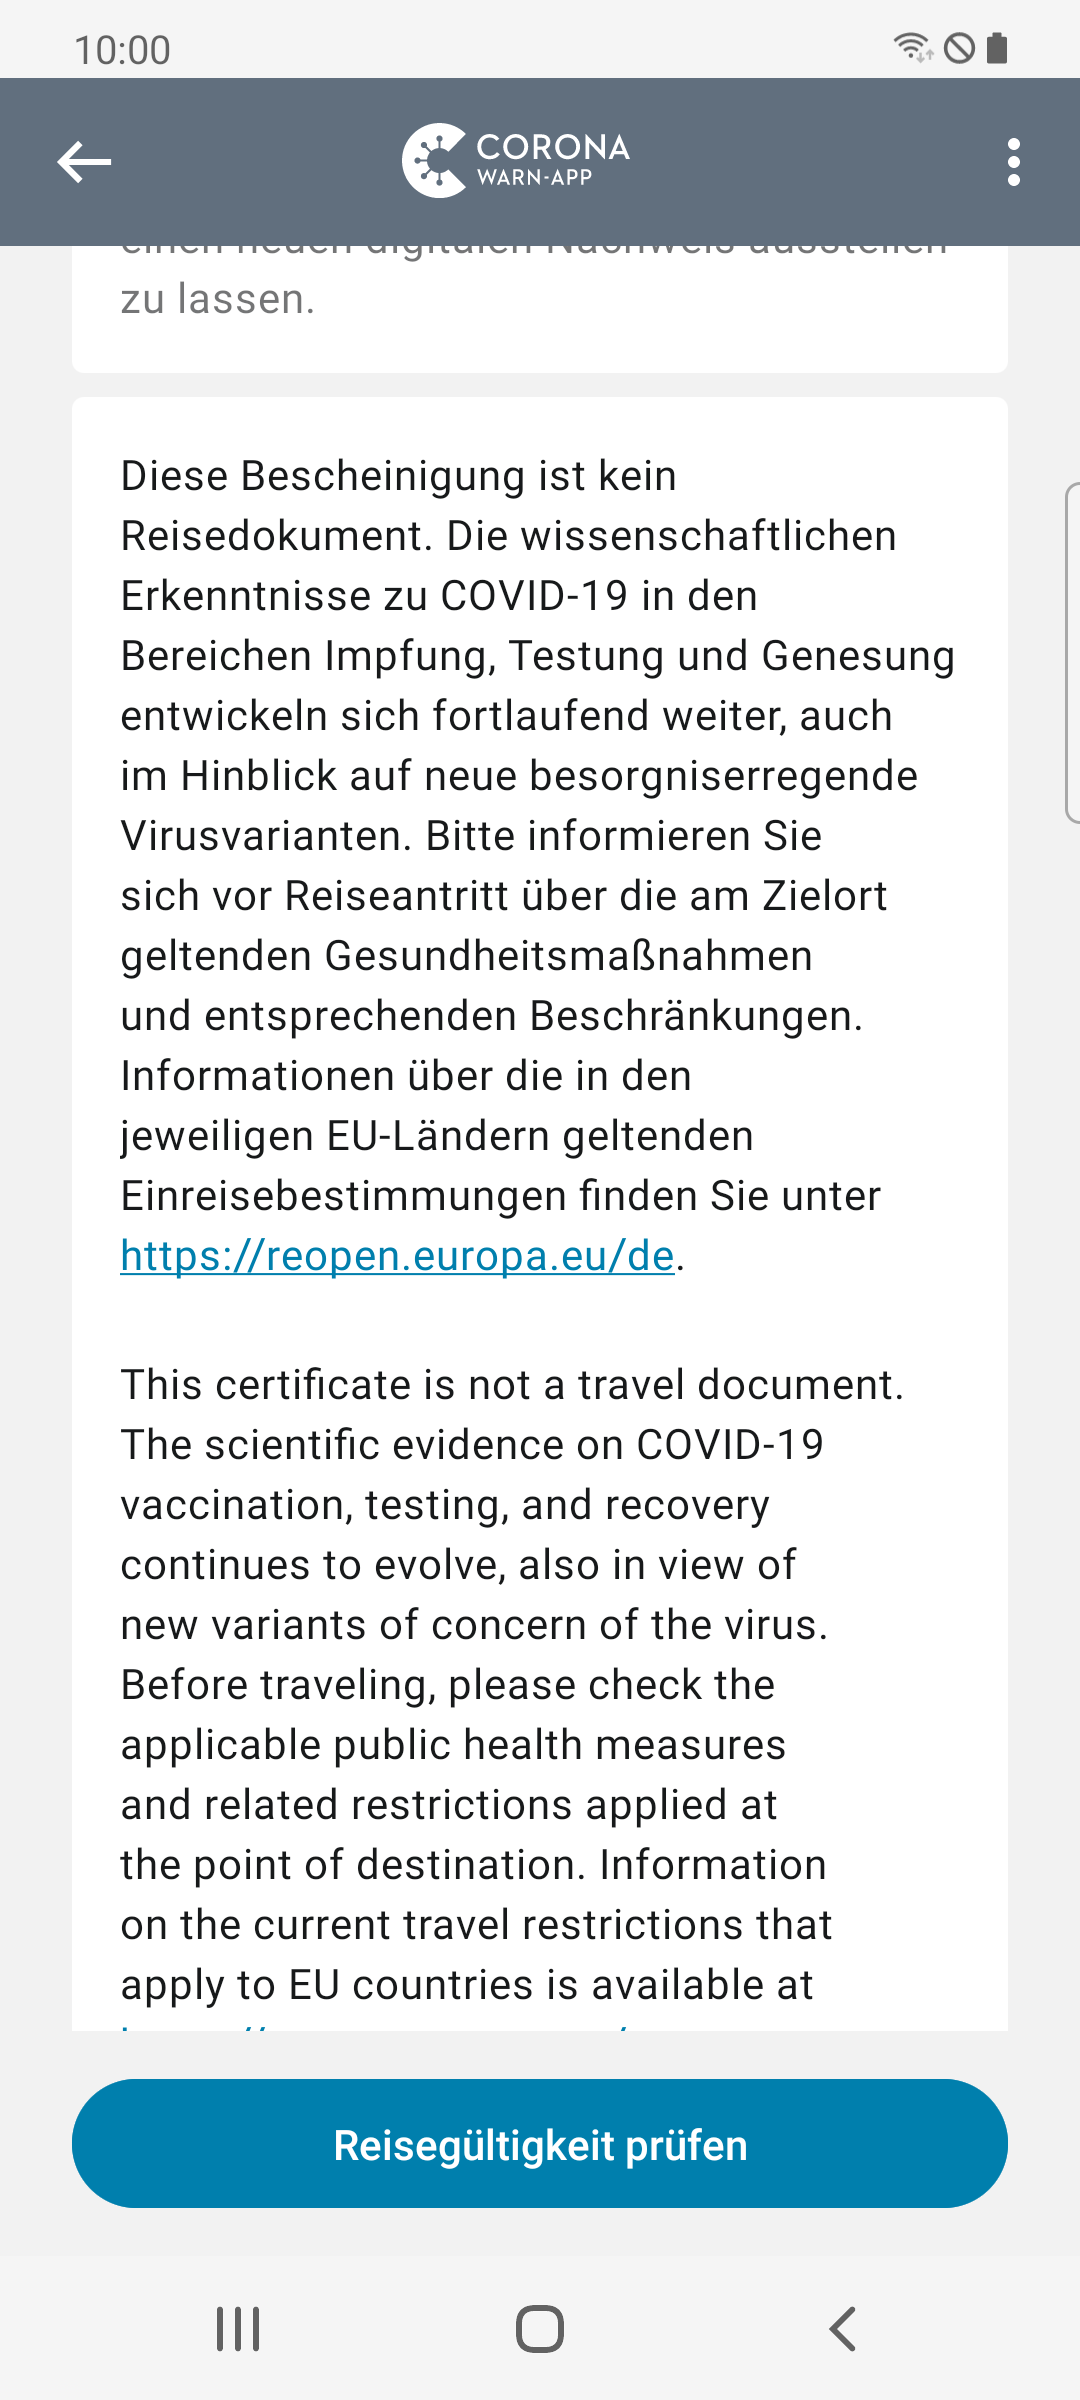 10:00
CORONA
WARN-APP
einen neuen digitalen Nachweis ausstellen
zu lassen.
Diese Bescheinigung ist kein
Reisedokument. Die wissenschaftlichen
Erkenntnisse zu COVID-19 in den
Bereichen Impfung, Testung und Genesung
entwickeln sich fortlaufend weiter, auch
im Hinblick auf neue besorgniserregende
Virusvarianten. Bitte informieren Sie
sich vor Reiseantritt über die am Zielort
geltenden Gesundheitsmaßnahmen
und entsprechenden Beschränkungen.
Informationen über die in den
jeweiligen EU-Ländern geltenden
Einreisebestimmungen finden Sie unter
https://reopen.europa.eu/de.
This certificate is not a travel document.
The scientific evidence on COVID-19
vaccination, testing, and recovery
continues to evolve, also in view of
new variants of concern of the virus.
Before traveling, please check the
applicable public health measures
and related restrictions applied at
the point of destination. Information
on the current travel restrictions that
apply to EU countries is available at
Reisegültigkeit prüfen